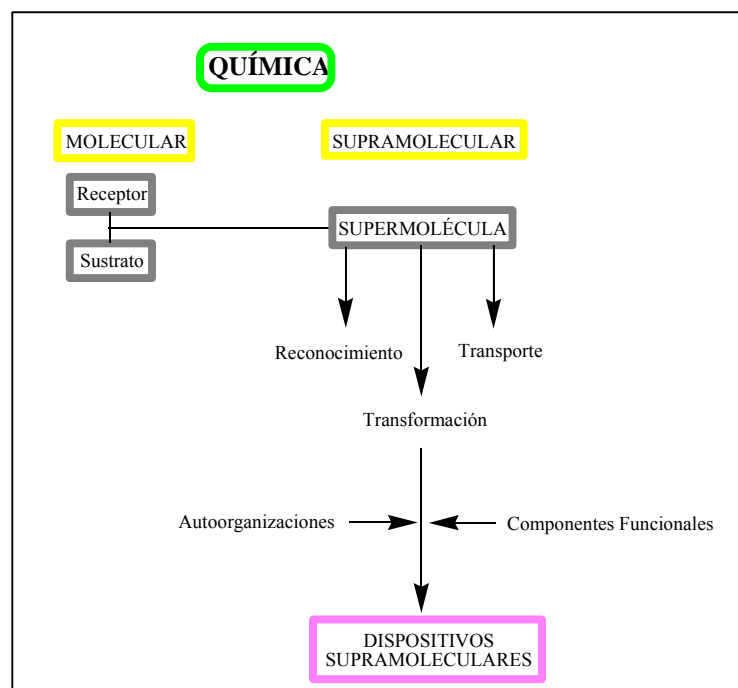 QUÍMICA
MOLECULAR
SUPRAMOLECULAR
Receptor
SUPERMOLÉCULA
Sustrato
Reconocimiento
Transporte
Transformación
Autoorganizaciones
Componentes Funcionales
DISPOSITIVOS
SUPRAMOLECULARES